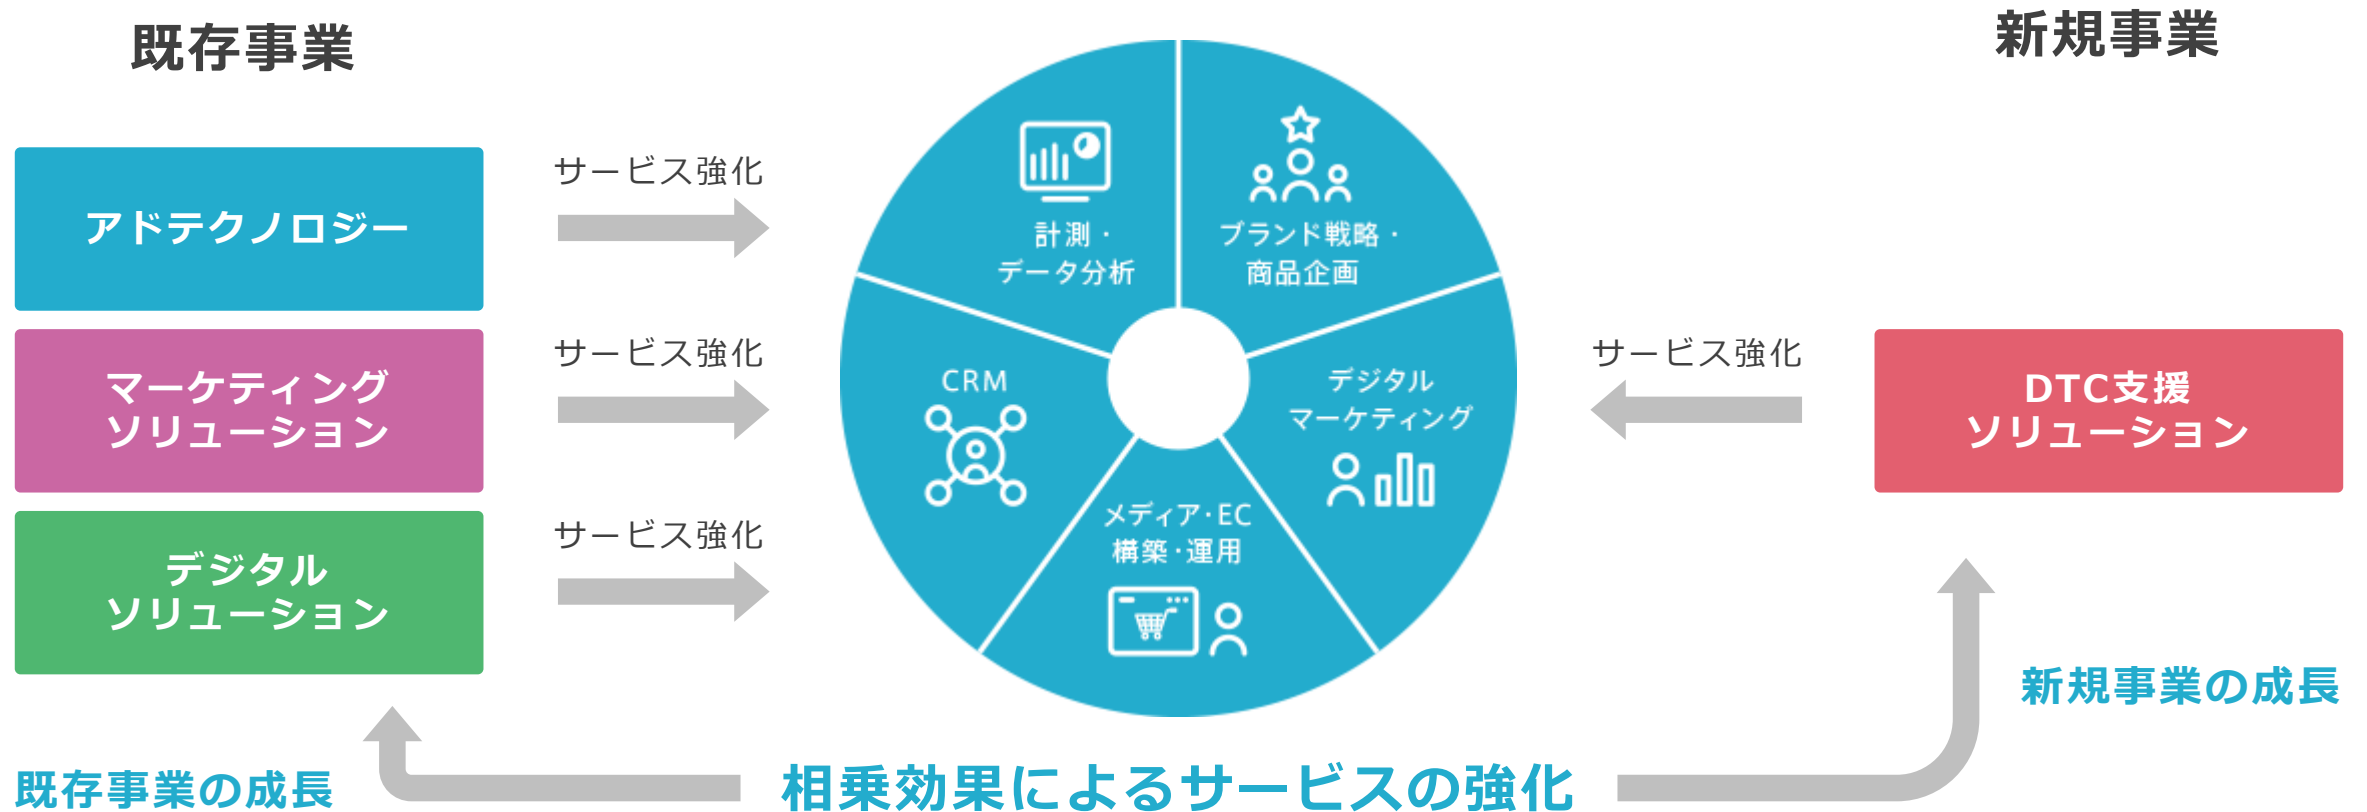 既存事業
新規事業
アドテクノロジー
マーケティング
ソリューション
デジタル
ソリューション
サービス強化
サービス強化
サービス強化
計測・
データ分析
ブランド戦略・
商品企画
CRM
デジタル
マーケティング
メディア・EC
構築・運用
サービス強化
DTC支援
ソリューション
既存事業の成長
相乗効果によるサービスの強化
新規事業の成長